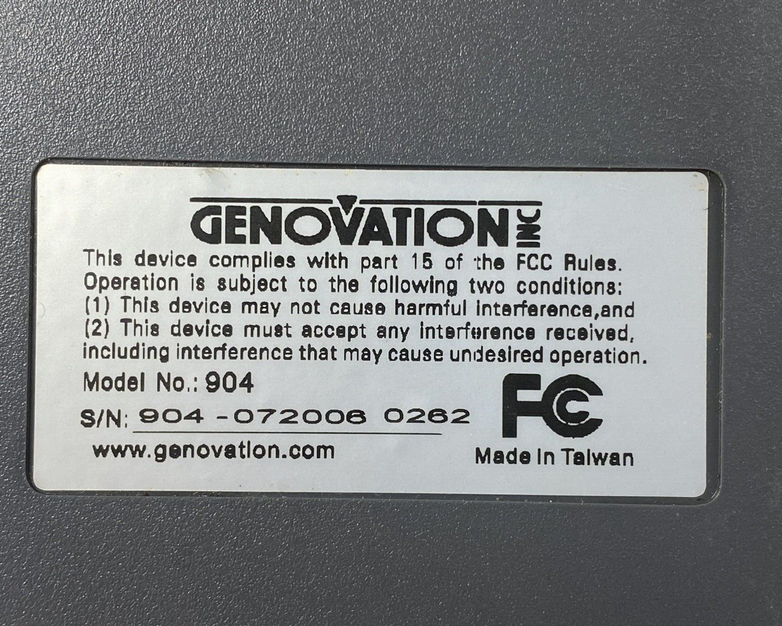 GENOVATION INC
This device complies with part 15 of the FCC Rules.
Operation is subject to the following two conditions:
(1) This device may not cause harmful interference,and
(2) This device must accept any interference received,
including interference that may cause undesired operation.
Model No.: 904
S/N: 904-072006 0262
FC
www.genovation.com
Made in Taiwan